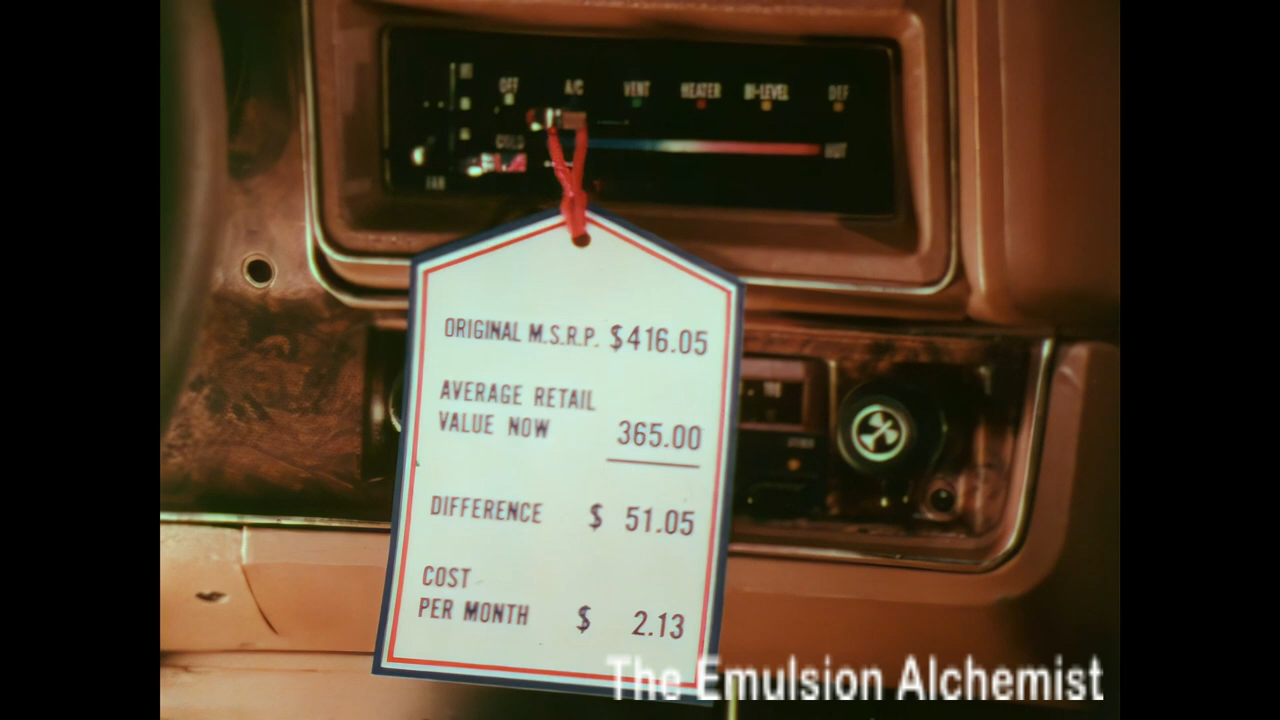 OFF A/C VENT HEATER BI-LEVEL DEF
COLD HOT
FAN
ORIGINAL M.S.R.P. $416.05
AVERAGE RETAIL
VALUE NOW 365.00
DIFFERENCE $ 51.05
COST
PER MONTH $ 2.13
The Emulsion Alchemist